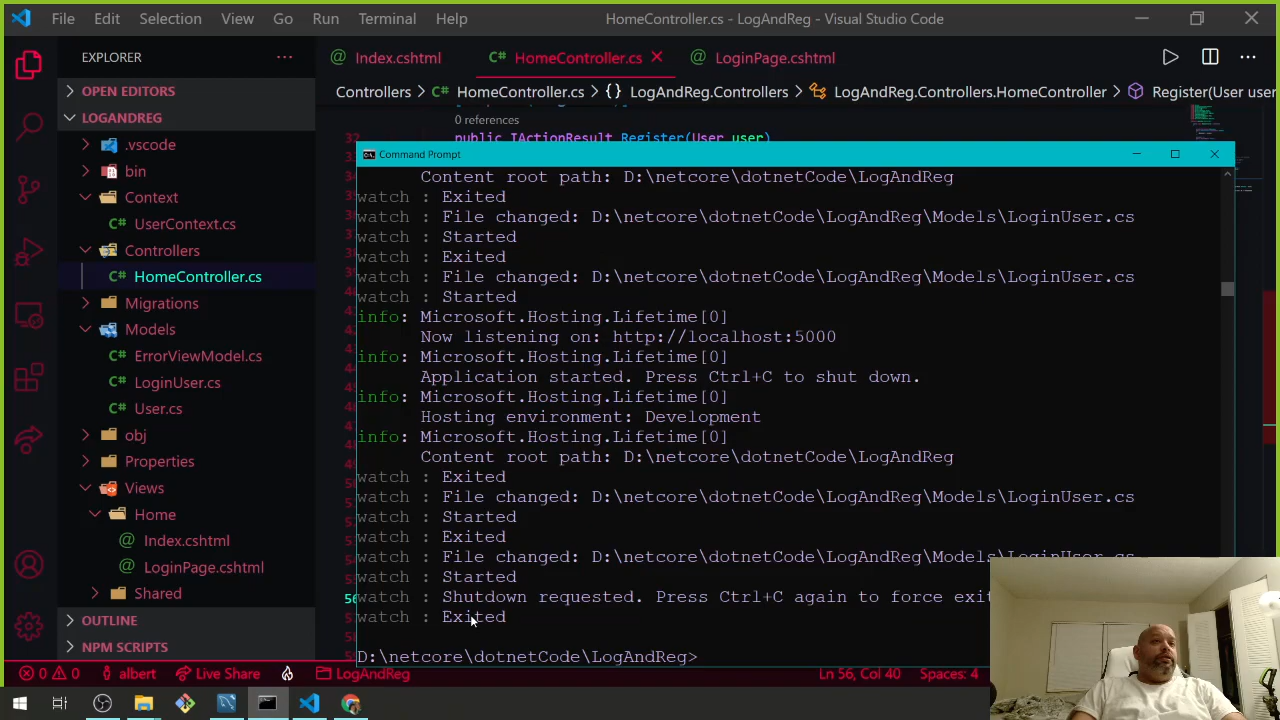 File Edit Selection View Go Run Terminal Help
HomeController.cs - LogAndReg - Visual Studio Code
EXPLORER
Index.cshtml
HomeController.cs
LoginPage.cshtml
OPEN EDITORS
Controllers > HomeController.cs > {} LogAndReg.Controllers > LogAndReg.Controllers.HomeController > Register(User user
LOGANDREG
.vscode
bin
Context
UserContext.cs
Controllers
HomeController.cs
Migrations
Models
ErrorViewModel.cs
LoginUser.cs
User.cs
obj
Properties
Views
Home
Index.cshtml
LoginPage.cshtml
Shared
OUTLINE
NPM SCRIPTS
0 references
32 public IActionResult Register(User user)
Command Prompt
Content root path: D:\netcore\dotnetCode\LogAndReg
watch : Exited
watch : File changed: D:\netcore\dotnetCode\LogAndReg\Models\LoginUser.cs
watch : Started
watch : Exited
watch : File changed: D:\netcore\dotnetCode\LogAndReg\Models\LoginUser.cs
watch : Started
info: Microsoft.Hosting.Lifetime[0]
Now listening on: http://localhost:5000
info: Microsoft.Hosting.Lifetime[0]
Application started. Press Ctrl+C to shut down.
info: Microsoft.Hosting.Lifetime[0]
Hosting environment: Development
info: Microsoft.Hosting.Lifetime[0]
Content root path: D:\netcore\dotnetCode\LogAndReg
watch : Exited
watch : File changed: D:\netcore\dotnetCode\LogAndReg\Models\LoginUser.cs
watch : Started
watch : Exited
watch : File changed: D:\netcore\dotnetCode\LogAndReg\Models\LoginUser.cs
watch : Started
watch : Shutdown requested. Press Ctrl+C again to force exit
watch : Exited
D:\netcore\dotnetCode\LogAndReg>
0 0 albert Live Share LogAndReg Ln 56, Col 40 Spaces: 4